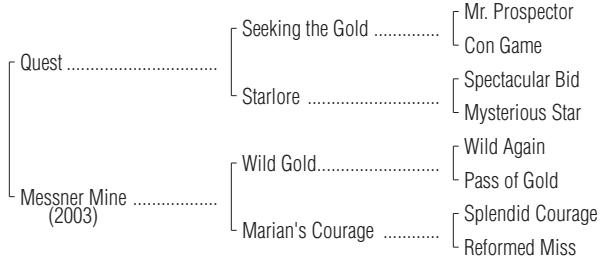 Mr. Prospector
Seeking the Gold ..............
Con Game
Quest ................................
Spectacular Bid
Starlore ............................
Mysterious Star
Wild Again
Wild Gold..........................
Pass of Gold
Messner Mine ..................
(2003)
Splendid Courage
Marian's Courage ............
Reformed Miss